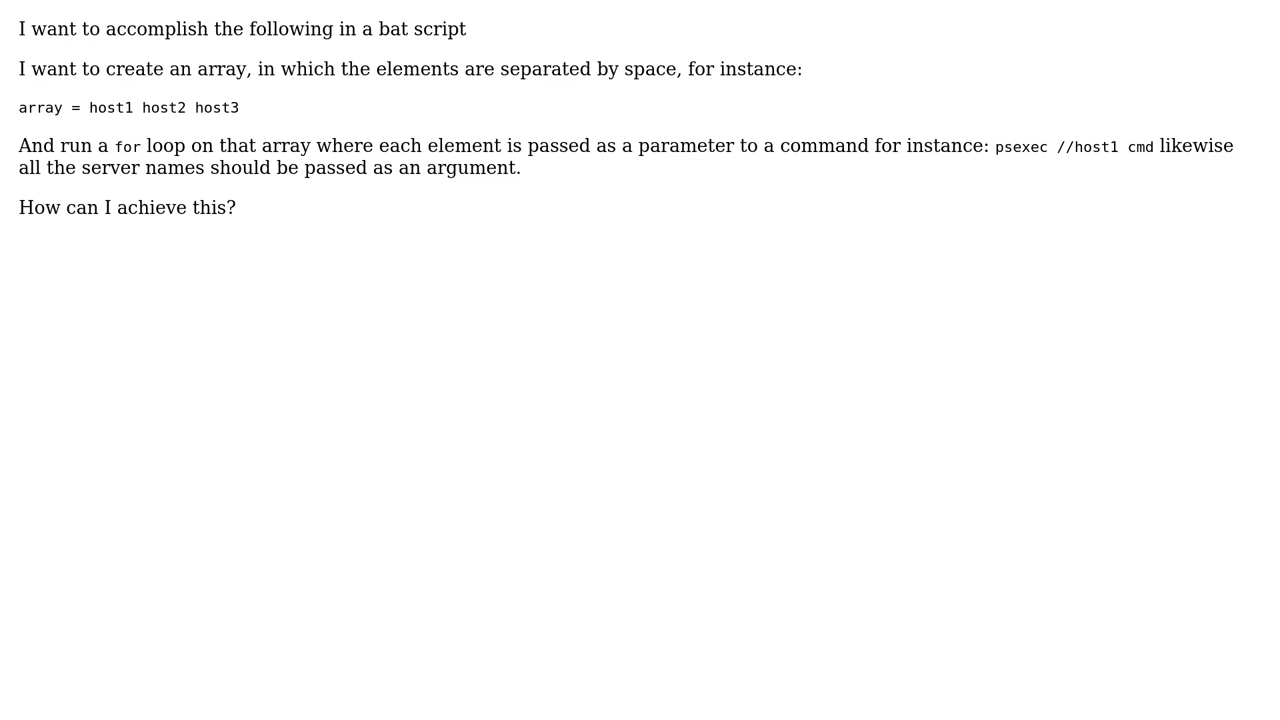 I want to accomplish the following in a bat script
I want to create an array, in which the elements are separated by space, for instance:
array = host1 host2 host3
And run a for loop on that array where each element is passed as a parameter to a command for instance: psexec //host1 cmd likewise
all the server names should be passed as an argument.
How can I achieve this?